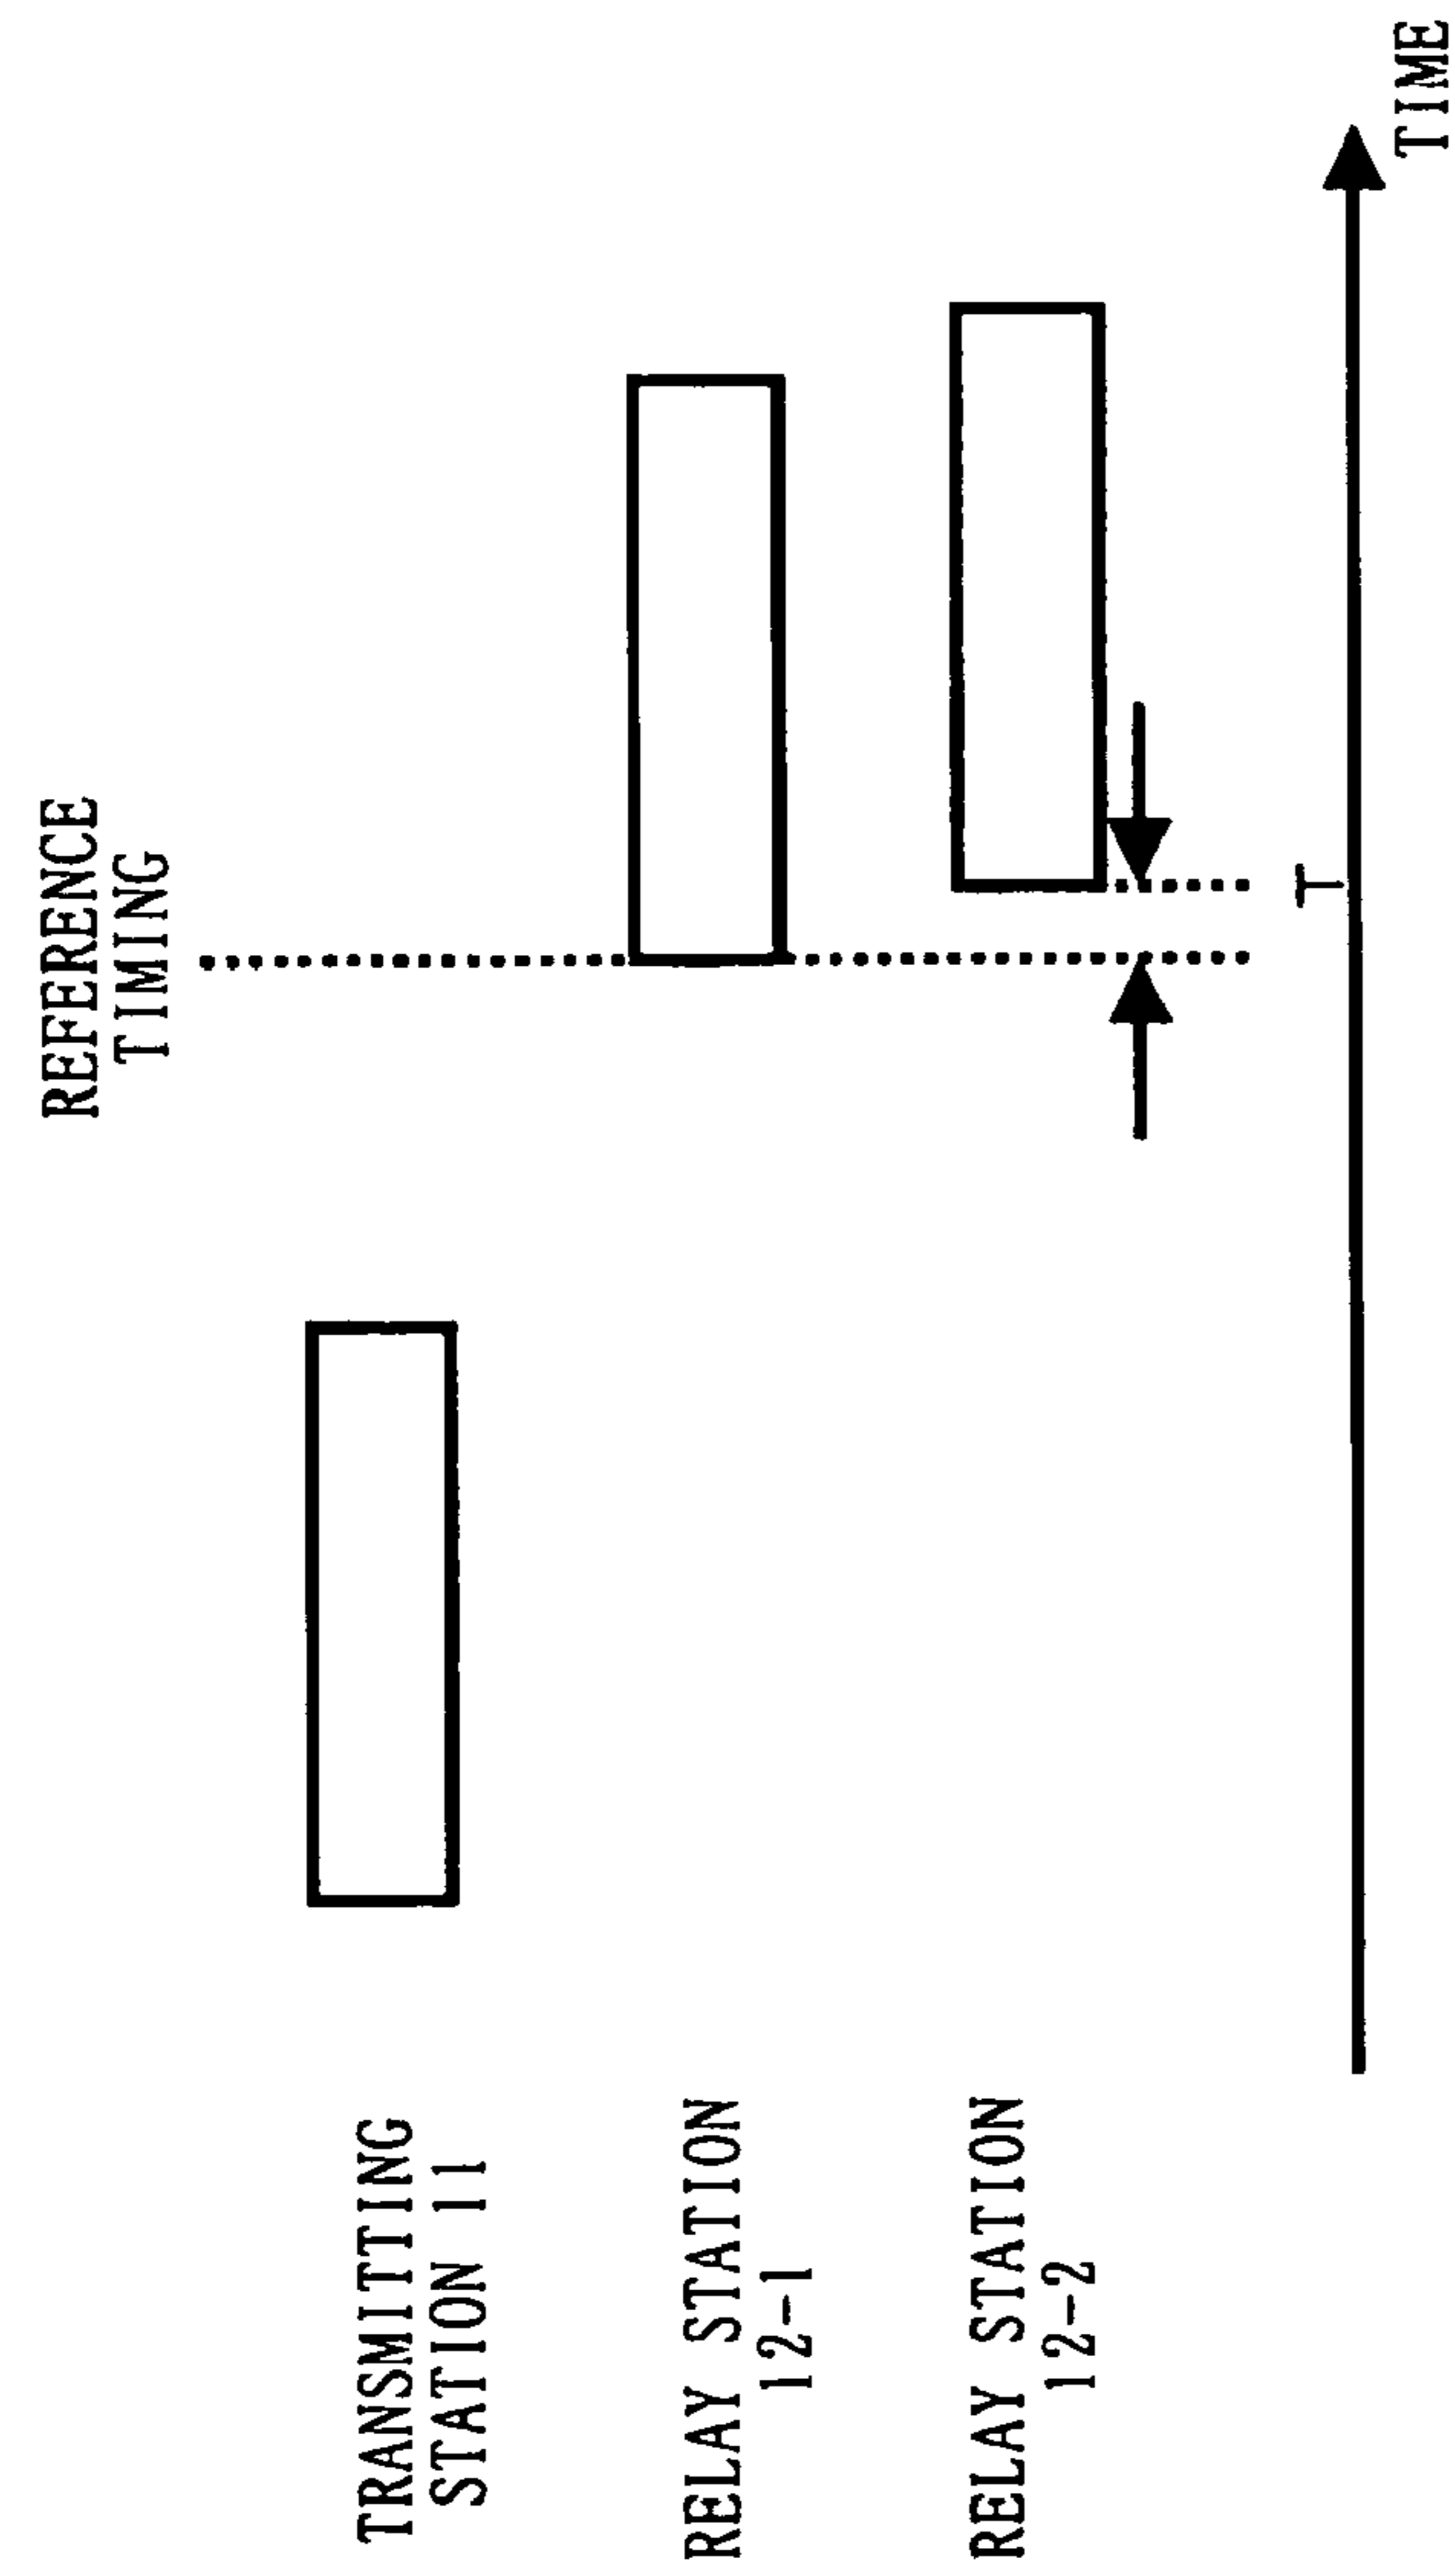 REFERENCE
TIMING
TRANSMITTING
STATION 11
RELAY STATION
12-1
RELAY STATION
12-2
T
TIME